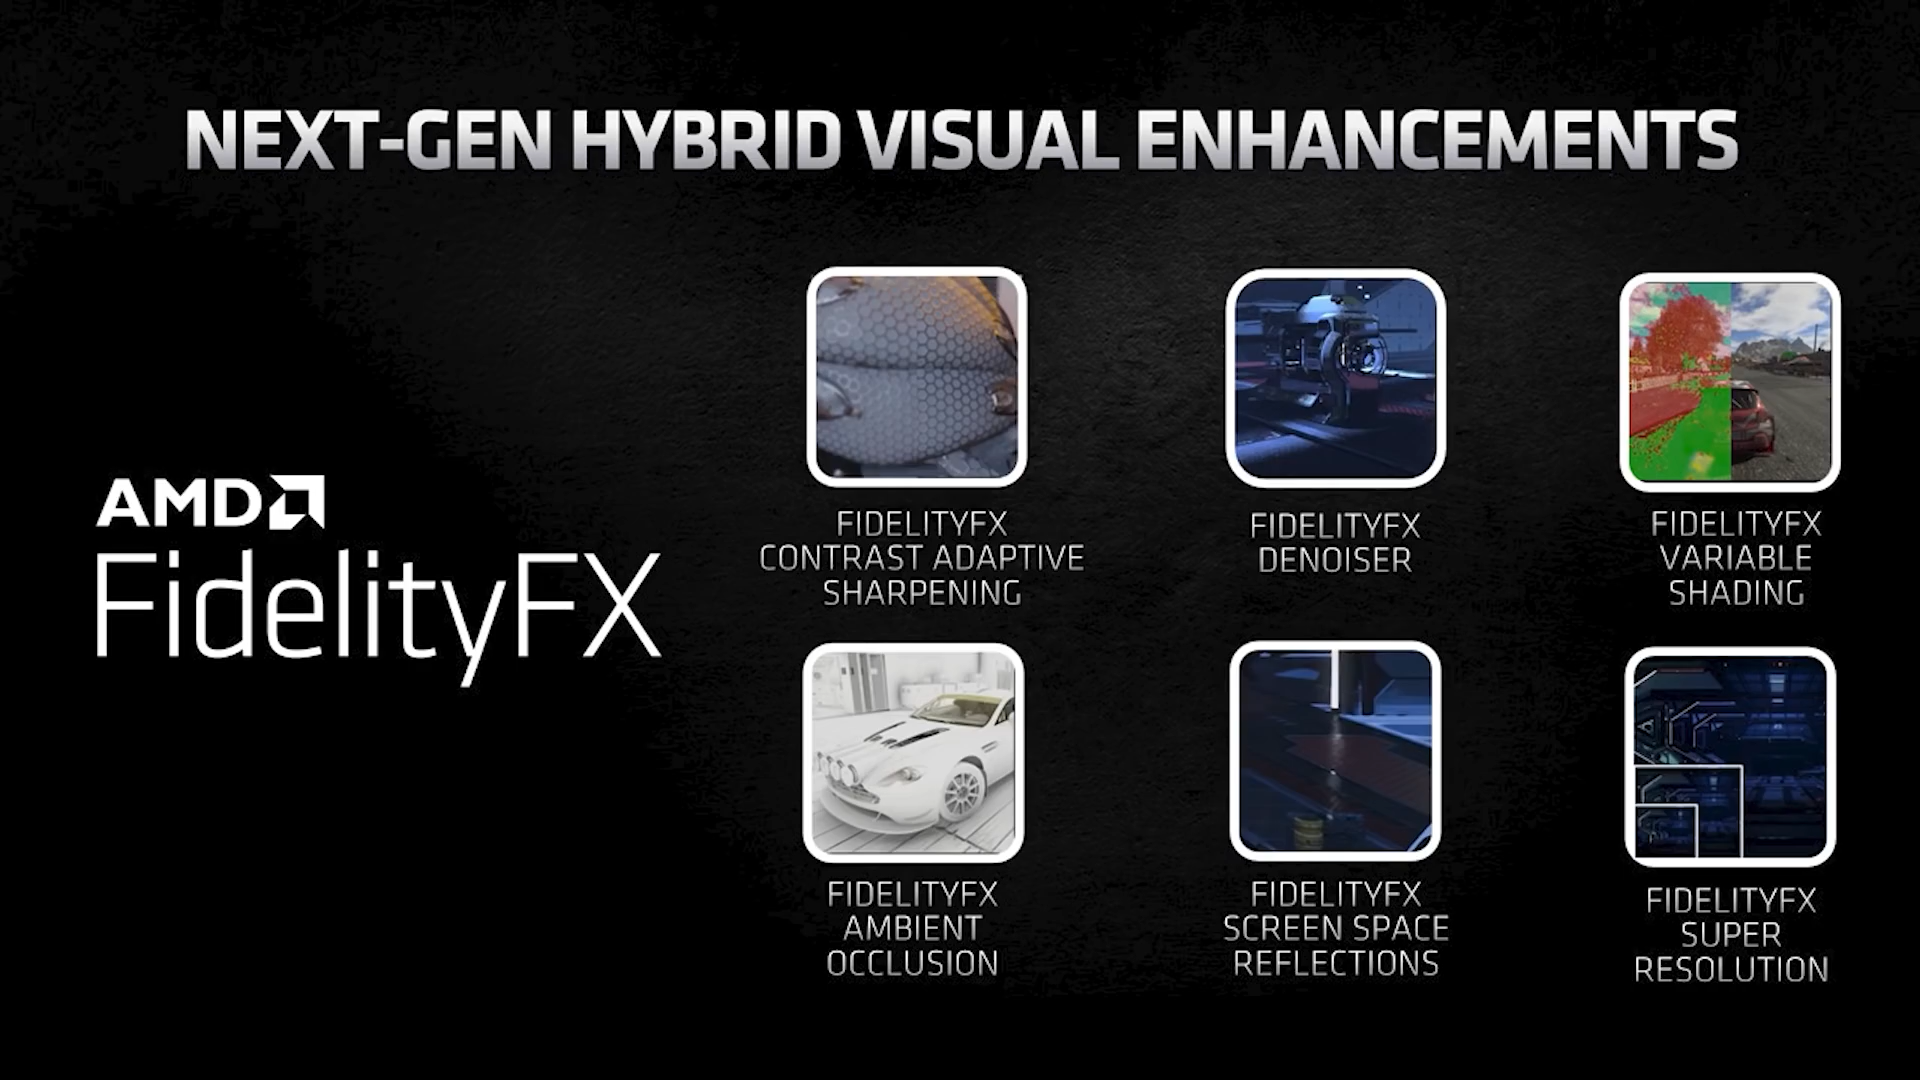 NEXT-GEN HYBRID VISUAL ENHANCEMENTS
AMD
FidelityFX
FIDELITYFX
CONTRAST ADAPTIVE
SHARPENING
FIDELITYFX
DENOISER
FIDELITYFX
VARIABLE
SHADING
FIDELITYFX
AMBIENT
OCCLUSION
FIDELITYFX
SCREEN SPACE
REFLECTIONS
FIDELITYFX
SUPER
RESOLUTION